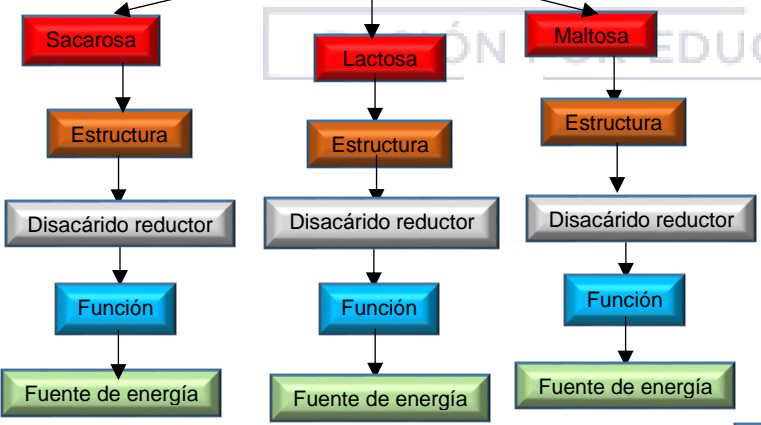 Sacarosa
Lactosa
Maltosa
Estructura
Estructura
Estructura
Disacárido reductor
Disacárido reductor
Disacárido reductor
Función
Función
Función
Fuente de energía
Fuente de energía
Fuente de energía